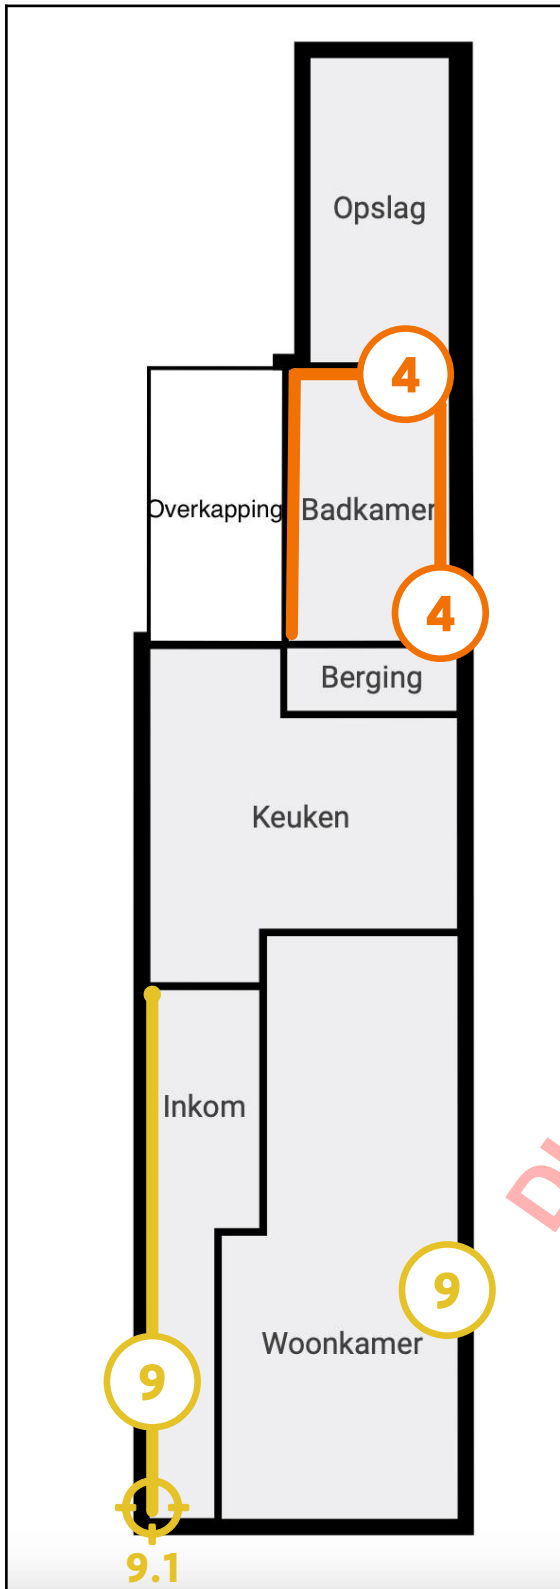 Opslag
4
Overkapping
Badkamer
4
Berging
Keuken
Inkom
9
Woonkamer
9
9.1